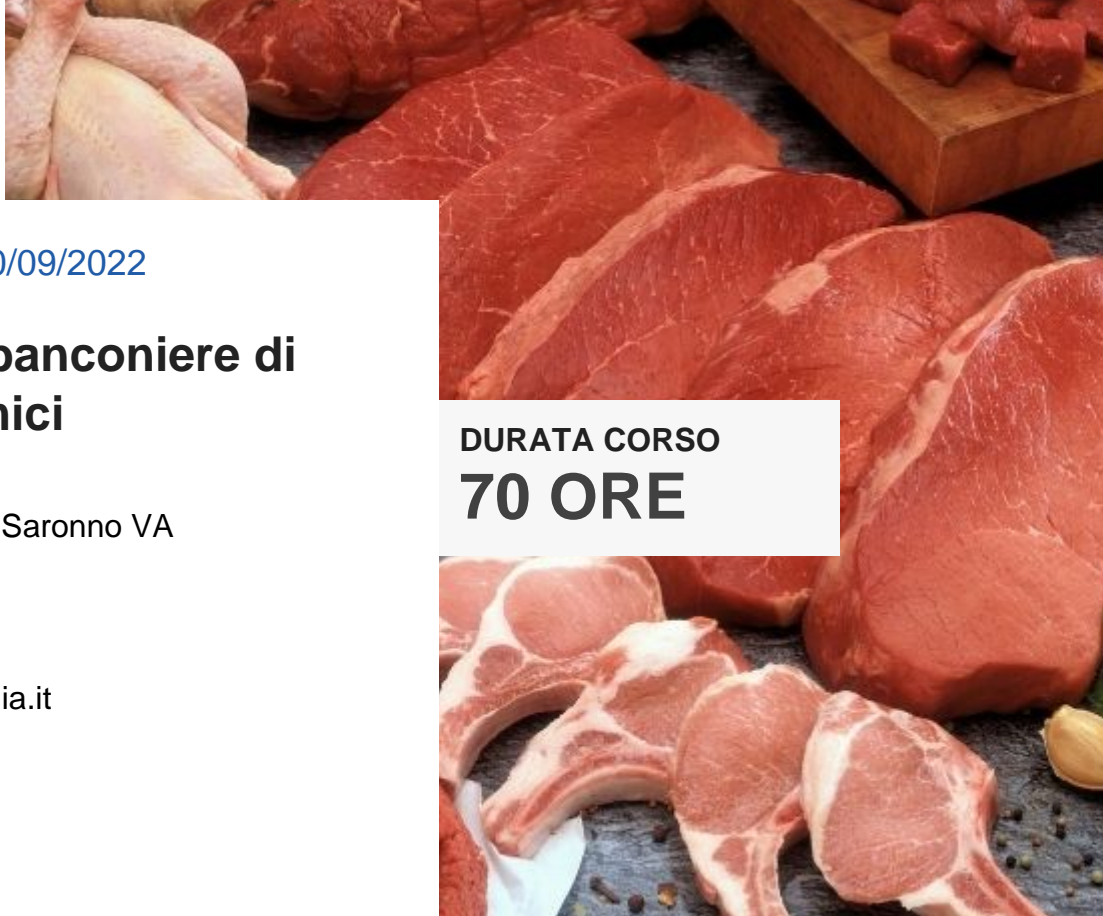 0/09/2022
banconiere di
nici
Saronno VA
ia.it
DURATA CORSO
70 ORE